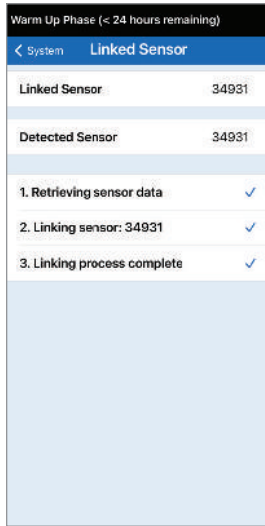 Warm Up Phase (< 24 hours remaining)
System Linked Sensor
Linked Sensor 34931
Detected Sensor 34931
1. Retrieving sensor data
2. Linking sensor: 34931
3. Linking process complete